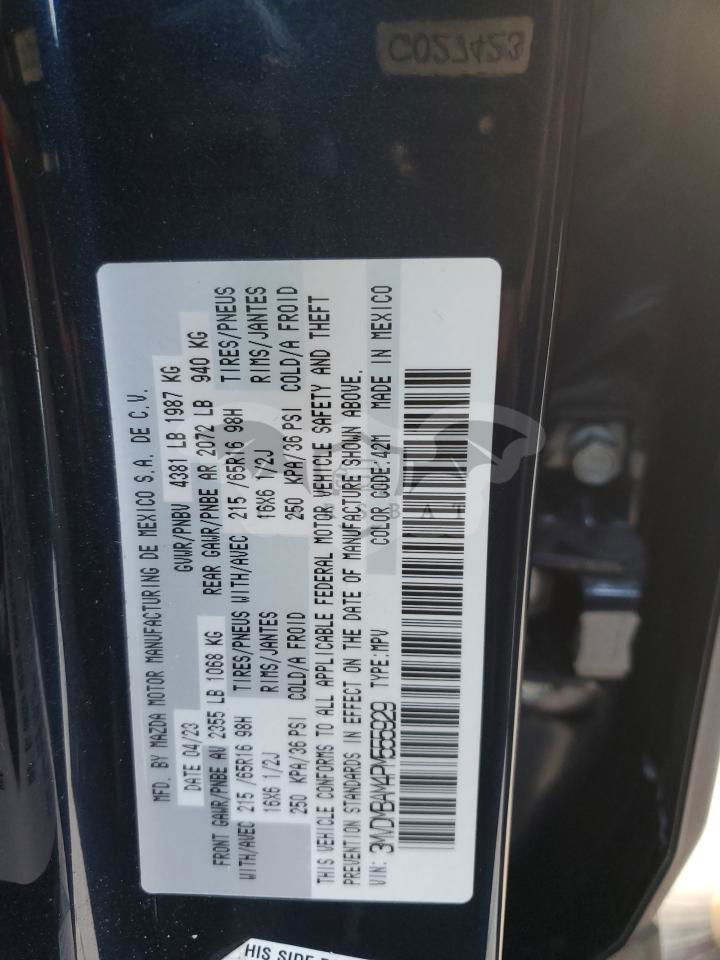 C027423
MFD. BY MAZDA MOTOR MANUFACTURING DE MEXICO S.A. DE C.V.
DATE 04/23 GVWR/PNBV 4381 LB 1987 KG
FRONT GAWR/PNBE AV 2355 LB 1068 KG REAR GAWR/PNBE AR 2072 LB 940 KG
WITH/AVEC 215 /65R16 98H TIRES/PNEUS WITH/AVEC 215 /65R16 98H TIRES/PNEUS
16X6 1/2J RIMS/JANTES 16X6 1/2J RIMS/JANTES
250 KPA/36 PSI COLD/A FROID 250 KPA/36 PSI COLD/A FROID
THIS VEHICLE CONFORMS TO ALL APPLICABLE FEDERAL MOTOR VEHICLE SAFETY AND THEFT
PREVENTION STANDARDS IN EFFECT ON THE DATE OF MANUFACTURE SHOWN ABOVE.
VIN: 3MVDMBAM4PM555929 TYPE:MPV COLOR CODE:42M MADE IN MEXICO
HIS SIDE